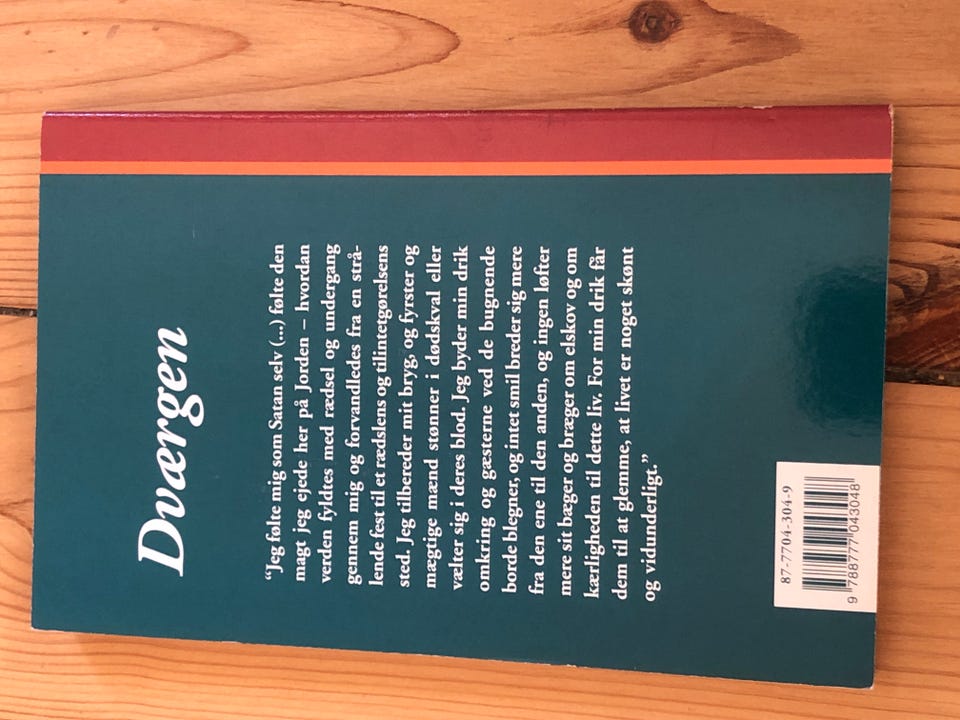 Dværgen
“Jeg følte mig som Satan selv (...) følte den
magt jeg ejede her på Jorden – hvordan
verden fyldtes med rædsel og undergang
gennem mig og forvandledes fra en strå-
lende fest til et rædslens og tilintetgørelsens
sted. Jeg tilbereder mit bryg, og fyrster og
mægtige mænd stønner i dødskval eller
vælter sig i deres blod. Jeg byder min drik
omkring og gæsterne ved de bugnende
borde blegner, og intet smil breder sig mere
fra den ene til den anden, og ingen løfter
mere sit bæger og bræger om elskov og om
kærligheden til dette liv. For min drik får
dem til at glemme, at livet er noget skønt
og vidunderligt.”
87-7704-304-9
9 788777 043048